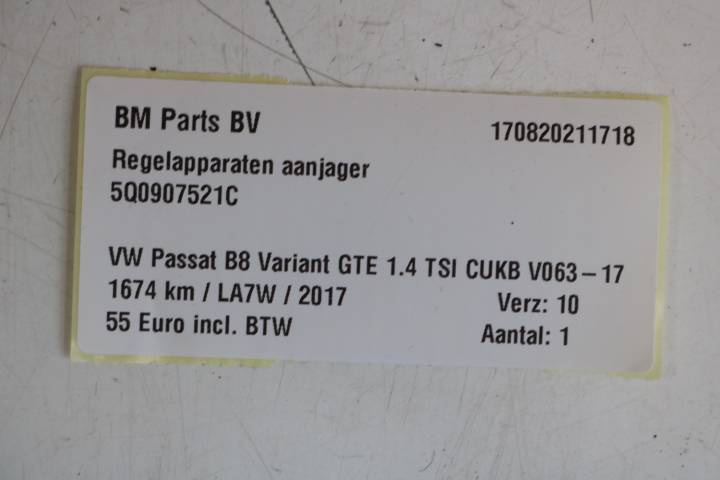 BM Parts BV 170820211718
Regelapparaten aanjager
5Q0907521C
VW Passat B8 Variant GTE 1.4 TSI CUKB V063-17
1674 km / LA7W / 2017 Verz: 10
55 Euro incl. BTW Aantal: 1